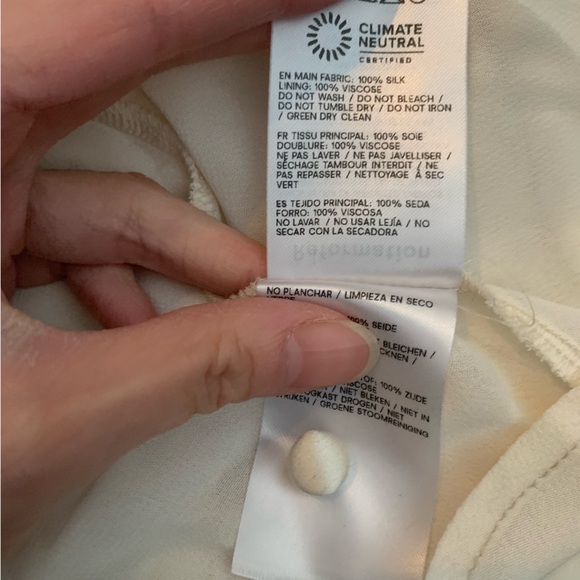 CLIMATE
NEUTRAL
CERTIFIED
EN MAIN FABRIC: 100% SILK
LINING: 100% VISCOSE
DO NOT WASH / DO NOT BLEACH /
DO NOT TUMBLE DRY / DO NOT IRON
/ GREEN DRY CLEAN
FR TISSU PRINCIPAL: 100% SOIE
DOUBLURE: 100% VISCOSE
NE PAS LAVER / NE PAS JAVELLISER /
SÉCHAGE TAMBOUR INTERDIT / NE
PAS REPASSER / NETTOYAGE À SEC
VERT
ES TEJIDO PRINCIPAL: 100% SEDA
FORRO: 100% VISCOSA
NO LAVAR / NO USAR LEJÍA / NO
SECAR CON LA SECADORA
Reformation
NO PLANCHAR / LIMPIEZA EN SECO
100% SEIDE
BLEICHEN /
100% ZIJDE
VISCOSE
/ NIET BLEKEN / NIET IN
DROGEN / NIET
/ GROENE STOOMREINIGING